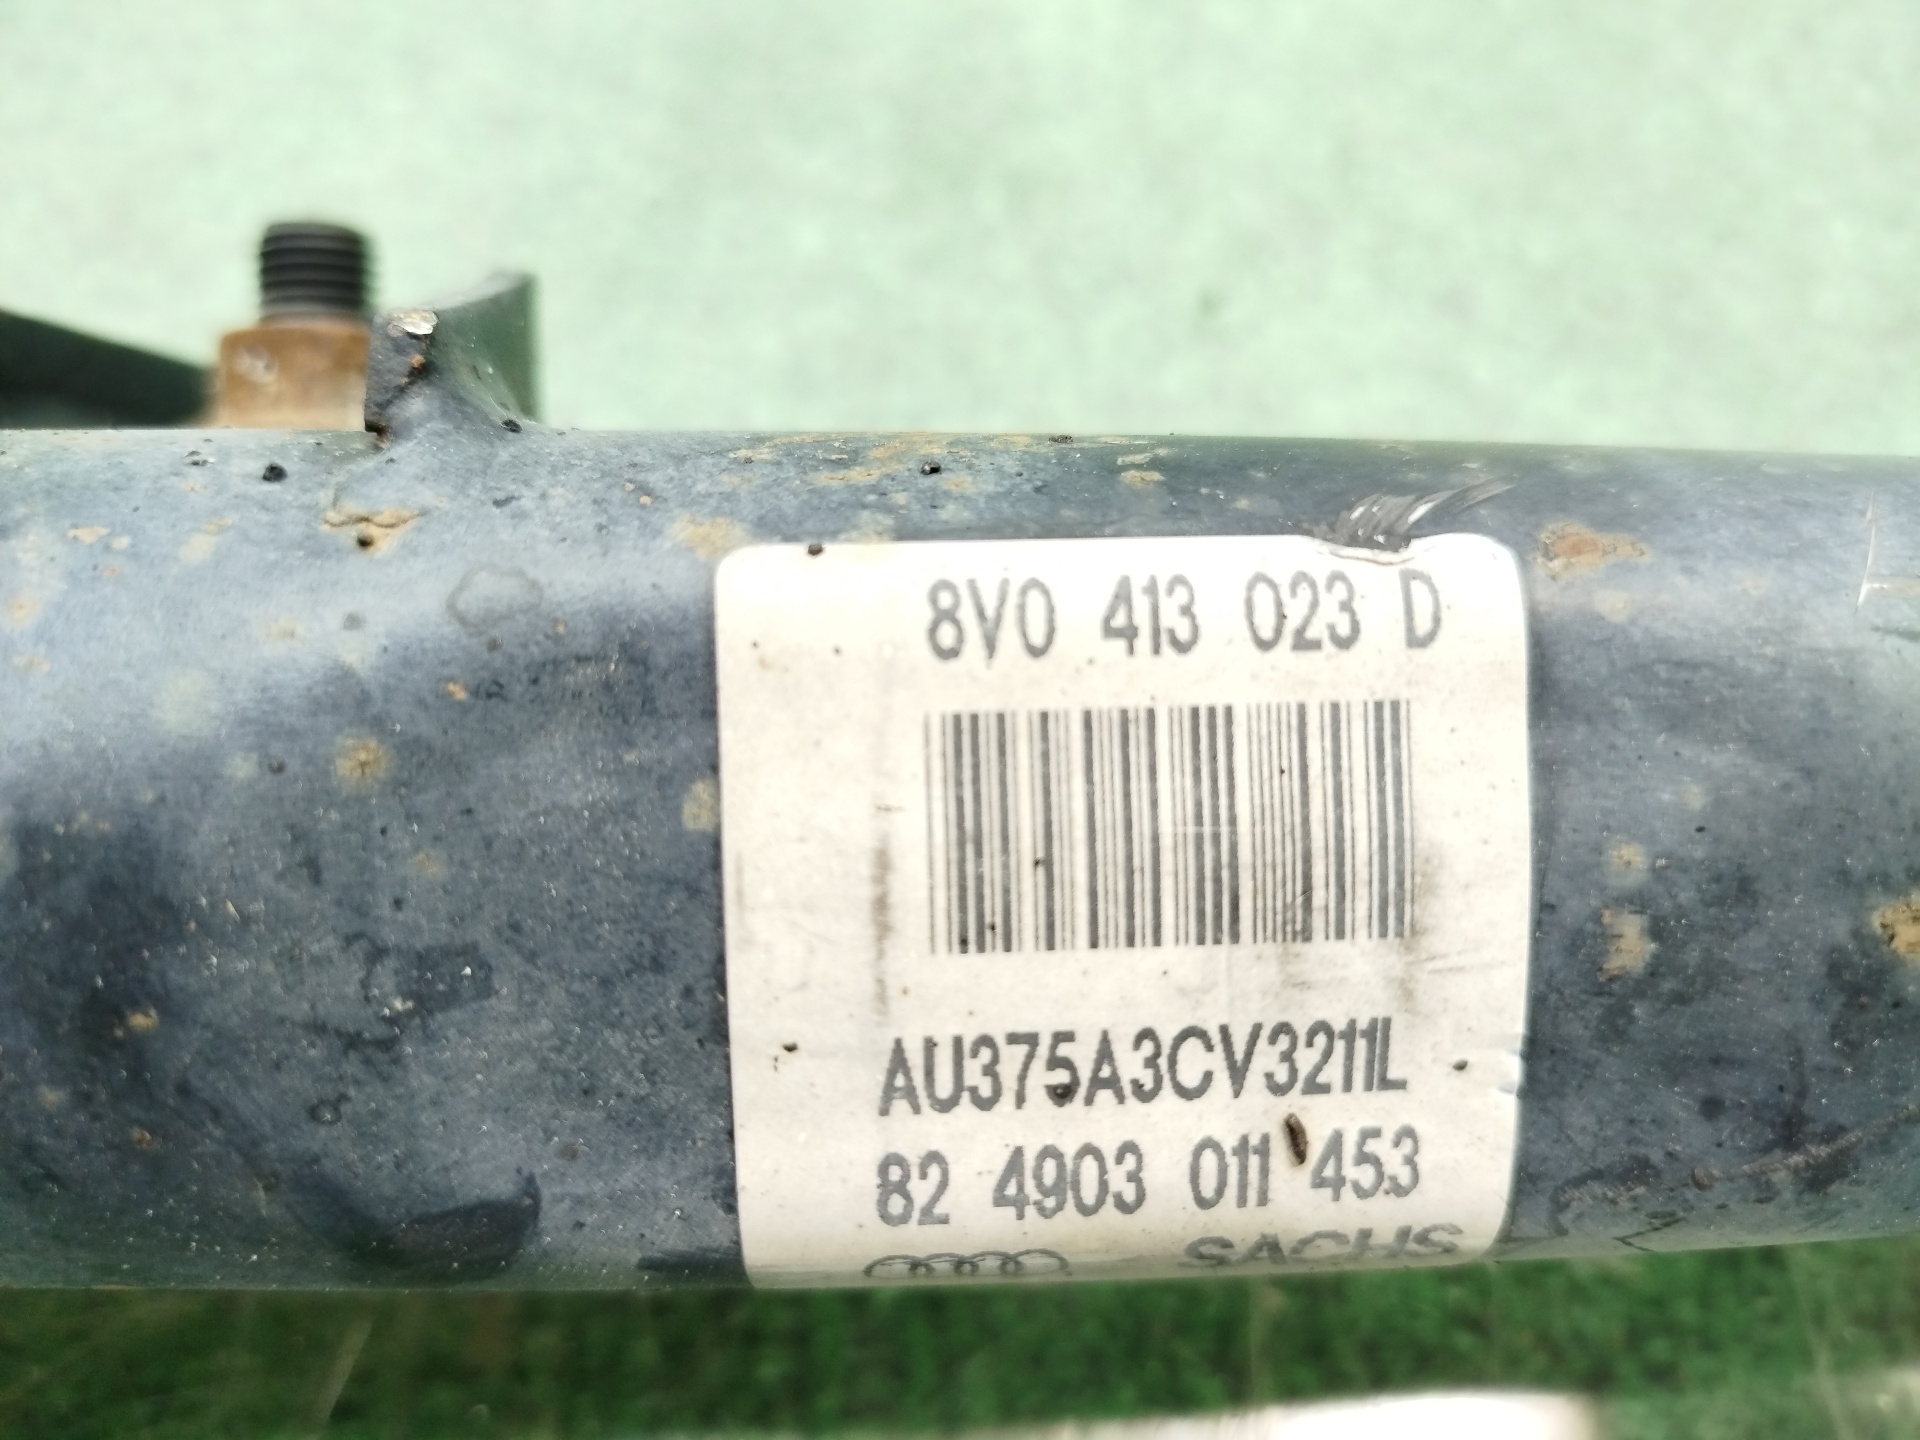 8V0 413 023 D
AU375A3CV3211L
82 4903 011 453
SACHS